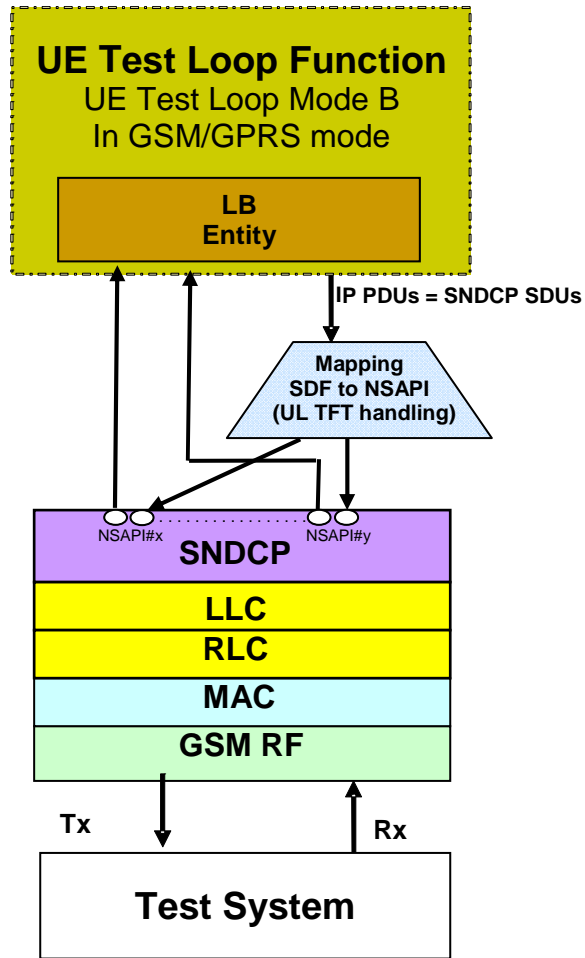 UE Test Loop Function
UE Test Loop Mode B
In GSM/GPRS mode
LB
Entity
IP PDUs = SNDCP SDUs
Mapping
SDF to NSAPI
(UL TFT handling)
NSAPI#x
NSAPI#y
SNDCP
LLC
RLC
MAC
GSM RF
Tx
Rx
Test System